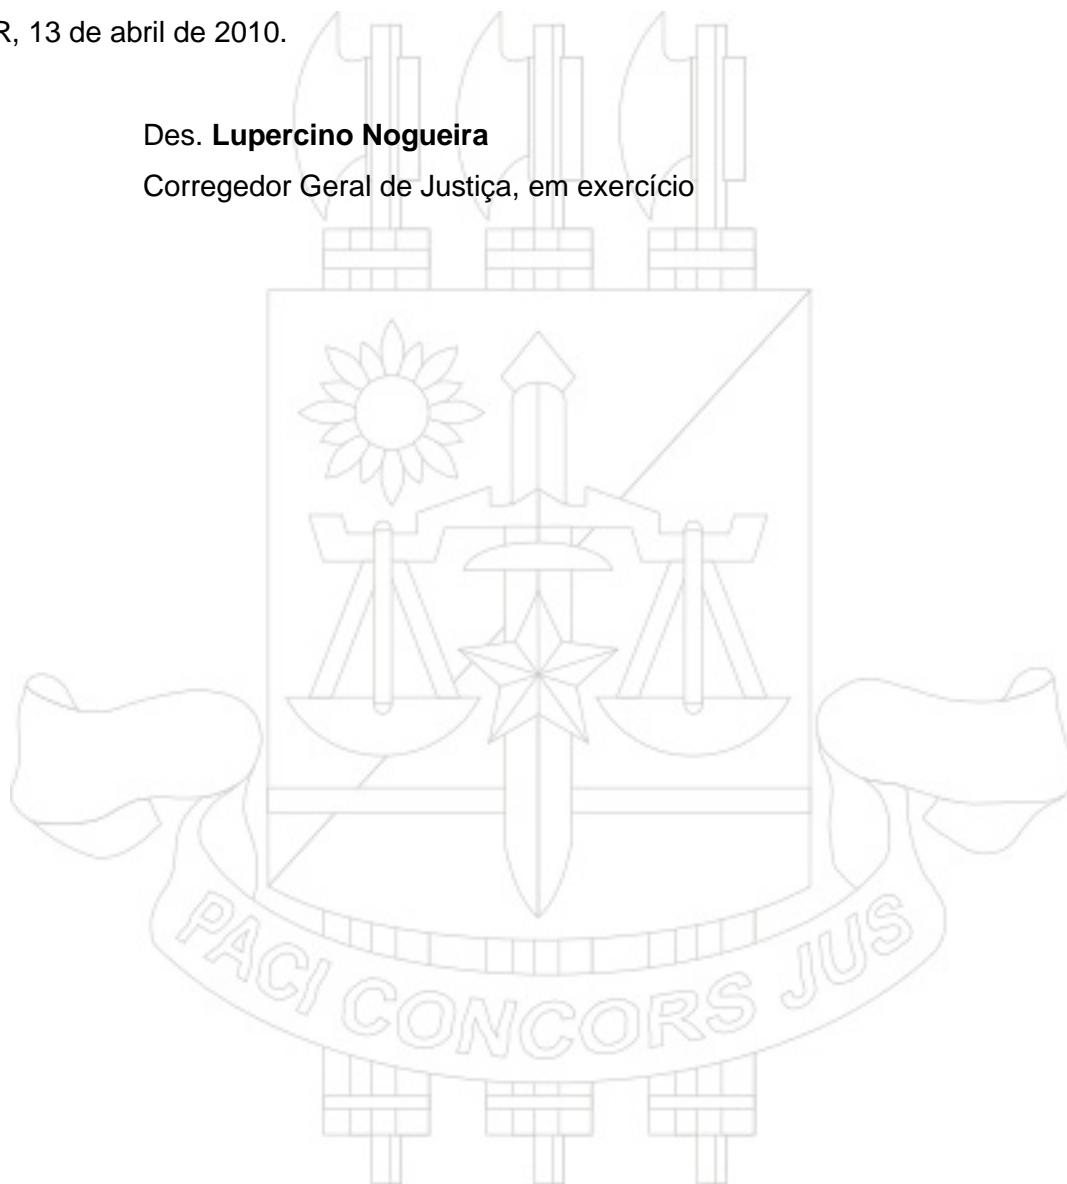 R, 13 de abril de 2010.
Des. Lupercino Nogueira
Corregedor Geral de Justiça, em exercício
PACI CONCORS JUS